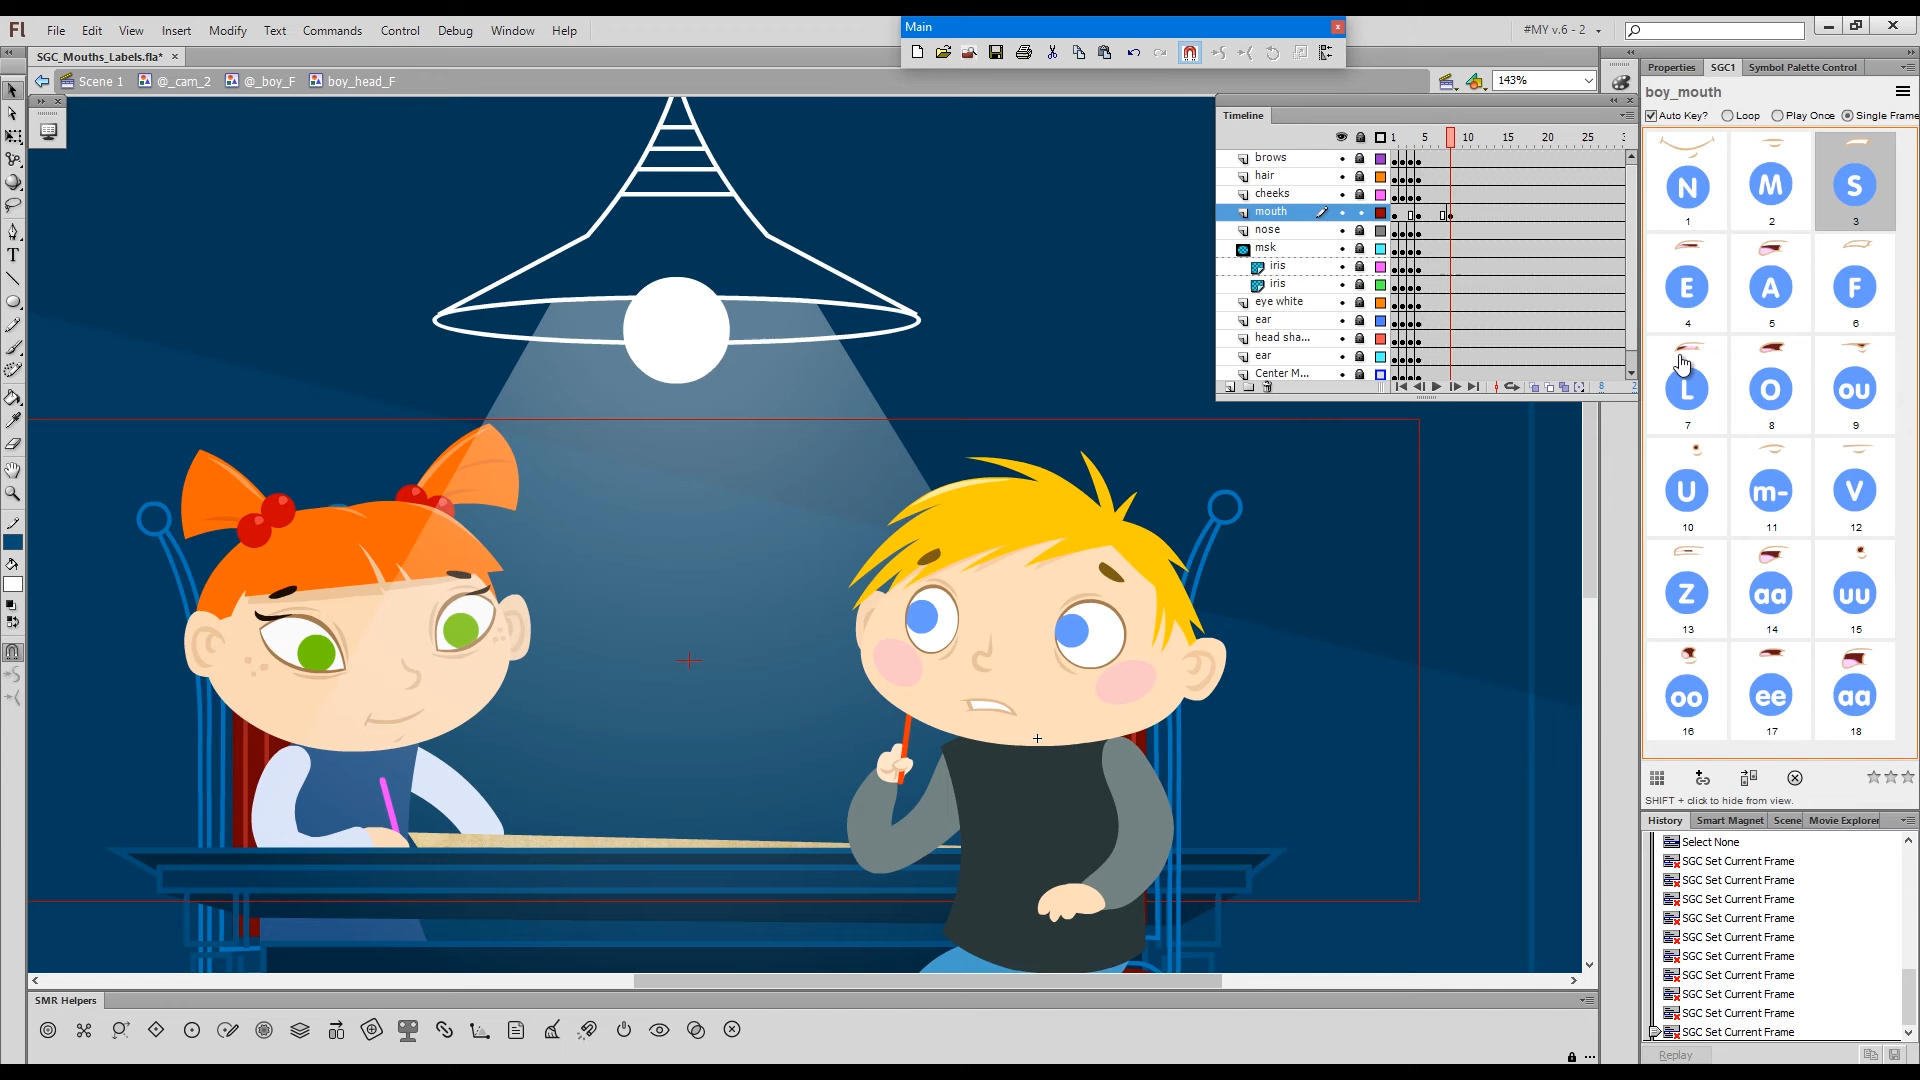 Main
Fl File Edit View Insert Modify Text Commands Control Debug Window Help
#MY v.6 - 2
SGC_Mouths_Labels.fla*
Scene 1 @_cam_2 @_boy_F boy_head_F
143%
Timeline
1 5 10 15 20 25
brows
hair
cheeks
mouth
nose
msk
iris
iris
eye white
ear
head sha...
ear
Center M...
8
Properties SGC1 Symbol Palette Control
boy_mouth
Auto Key? Loop Play Once Single Frame
N M S
1 2 3
E A F
4 5 6
L O ou
7 8 9
U m- V
10 11 12
Z aa uu
13 14 15
oo ee aa
16 17 18
SHIFT + click to hide from view.
History Smart Magnet Scene Movie Explorer
Select None
SGC Set Current Frame
SGC Set Current Frame
SGC Set Current Frame
SGC Set Current Frame
SGC Set Current Frame
SGC Set Current Frame
SGC Set Current Frame
SGC Set Current Frame
SGC Set Current Frame
SGC Set Current Frame
Replay
SMR Helpers